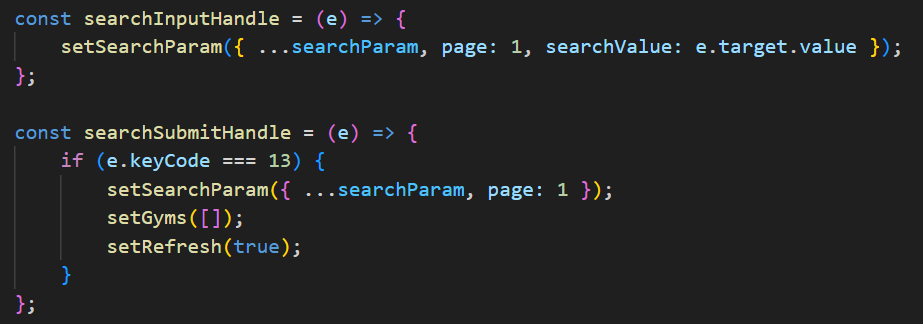 const searchInputHandle = (e) => {
    setSearchParam({ ...searchParam, page: 1, searchValue: e.target.value });
};

const searchSubmitHandle = (e) => {
    if (e.keyCode === 13) {
        setSearchParam({ ...searchParam, page: 1 });
        setGyms([]);
        setRefresh(true);
    }
};